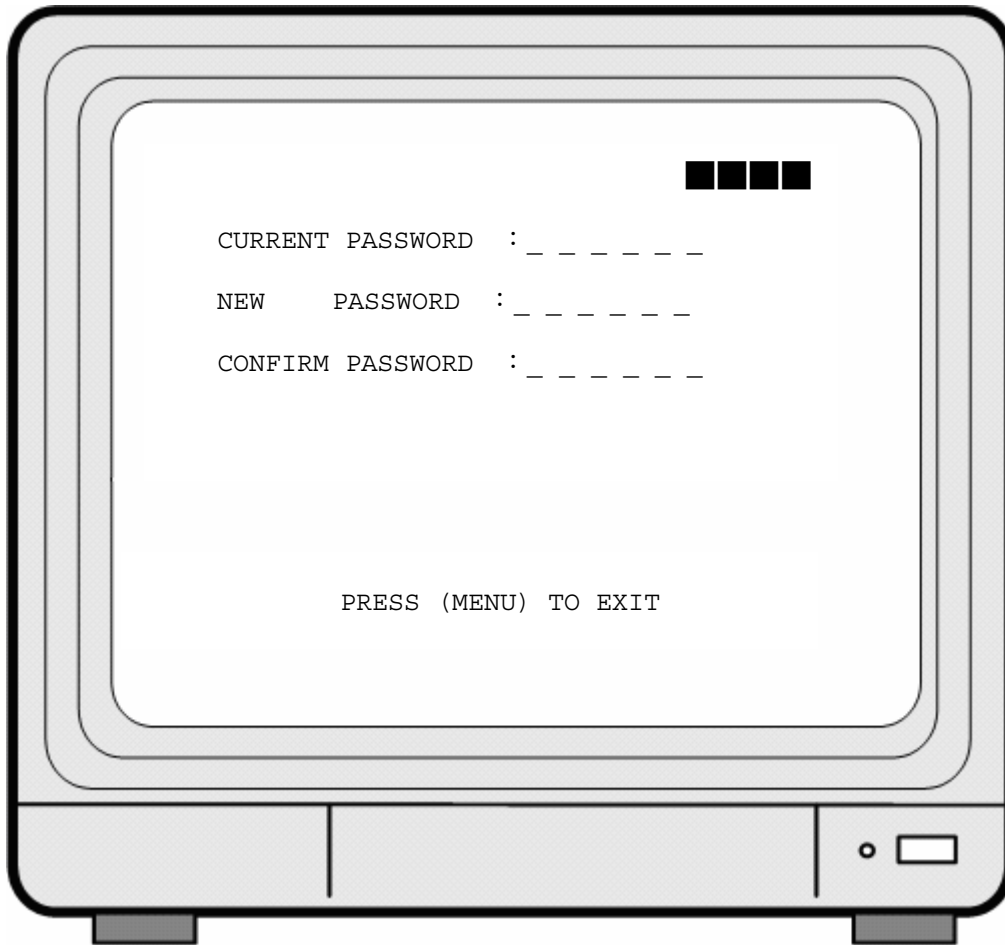 ■■■■
CURRENT PASSWORD :_ _ _ _ _ _
NEW PASSWORD :_ _ _ _ _ _
CONFIRM PASSWORD :_ _ _ _ _ _
PRESS (MENU) TO EXIT